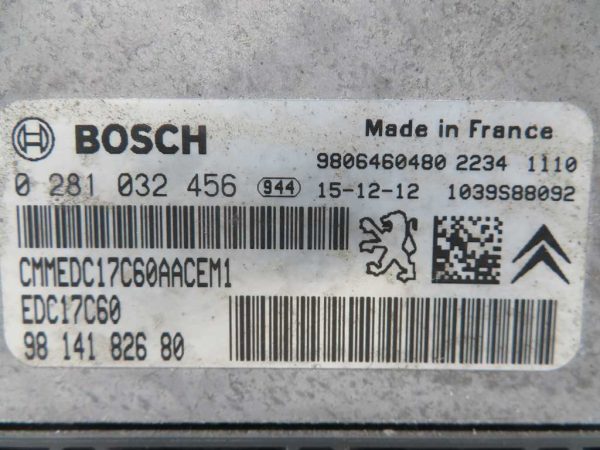 BOSCH
Made in France
9806460480 2234 1110
0 281 032 456 944 15-12-12 1039S88092
CMMEDC17C60AACEM1
EDC17C60
98 141 826 80